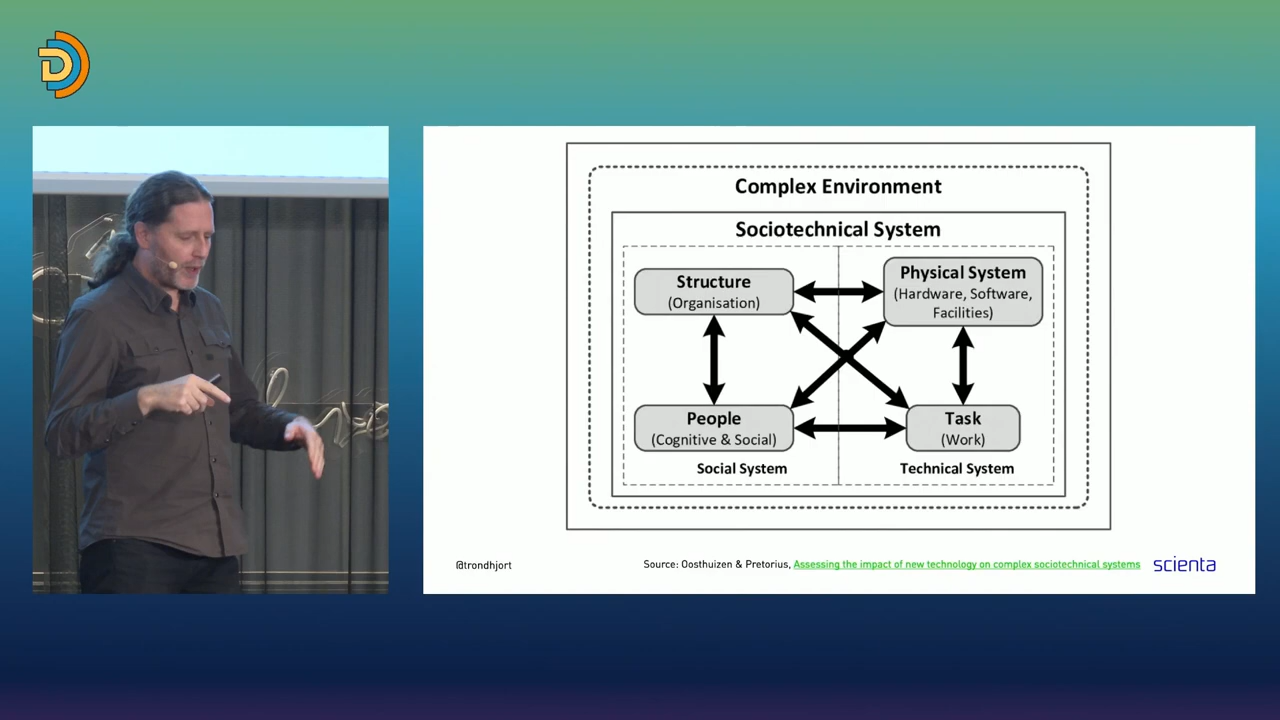 D
Complex Environment
Sociotechnical System
Structure
(Organisation)
Physical System
(Hardware, Software,
Facilities)
People
(Cognitive & Social)
Task
(Work)
Social System
Technical System
@trondhjort
Source: Oosthuizen & Pretorius, Assessing the impact of new technology on complex sociotechnical systems
scienta